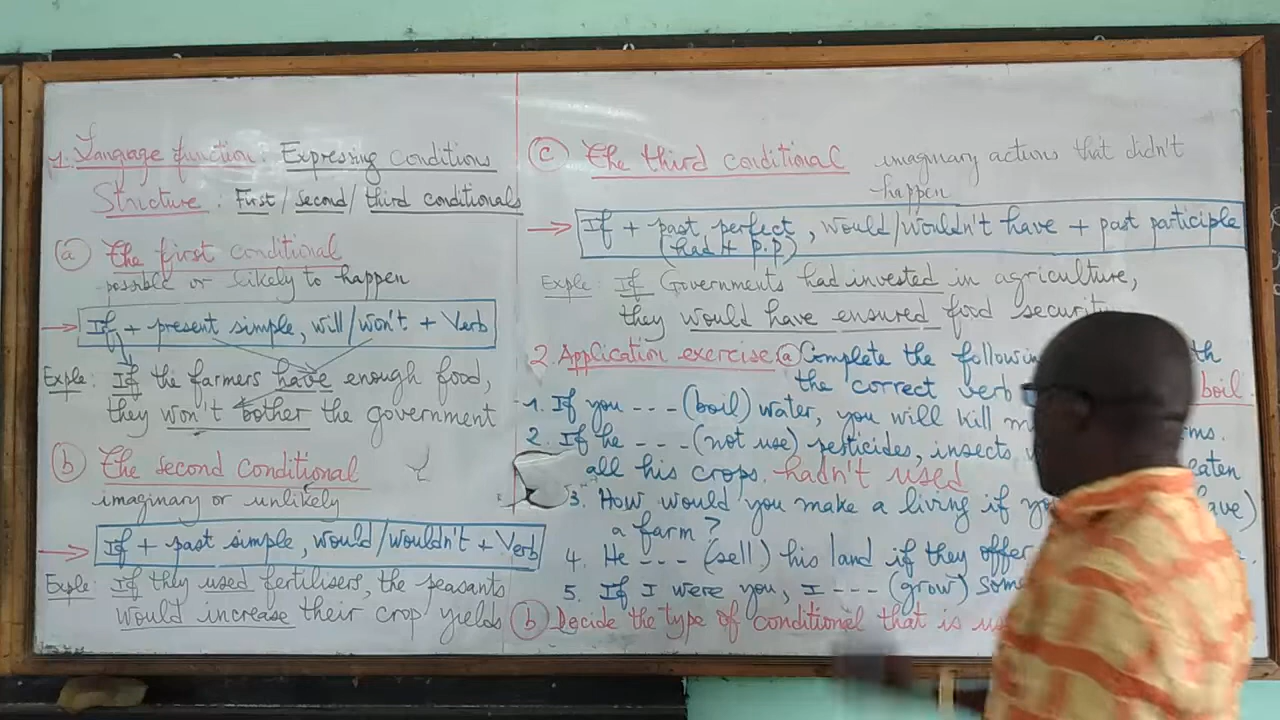 1. Language function: Expressing Conditions
Structure: First/second/third conditionals
a The first conditional
possible or likely to happen
If + present simple, will/won't + Verb
Exple: If the farmers have enough food,
they won't bother the government
b The second conditional
imaginary or unlikely
If + past simple, would/wouldn't + Verb
Exple: If they used fertilisers, the peasants
would increase their crop yields
c The third conditional imaginary actions that didn't
happen
If + past perfect, would/wouldn't have + past participle
(had + p.p)
Exple: If Governments had invested in agriculture,
they would have ensured food
2 Application exercise a Complete the
the correct verb boil
1. If you --- (boil) water, you will kill
2. If he --- (not use) pesticides, insects
all his crops. hadn't used eaten
3. How would you make a living if
a farm?
4. He --- (sell) his land if they
5. If I were you, I --- (grow)
b Decide the type of conditional that is